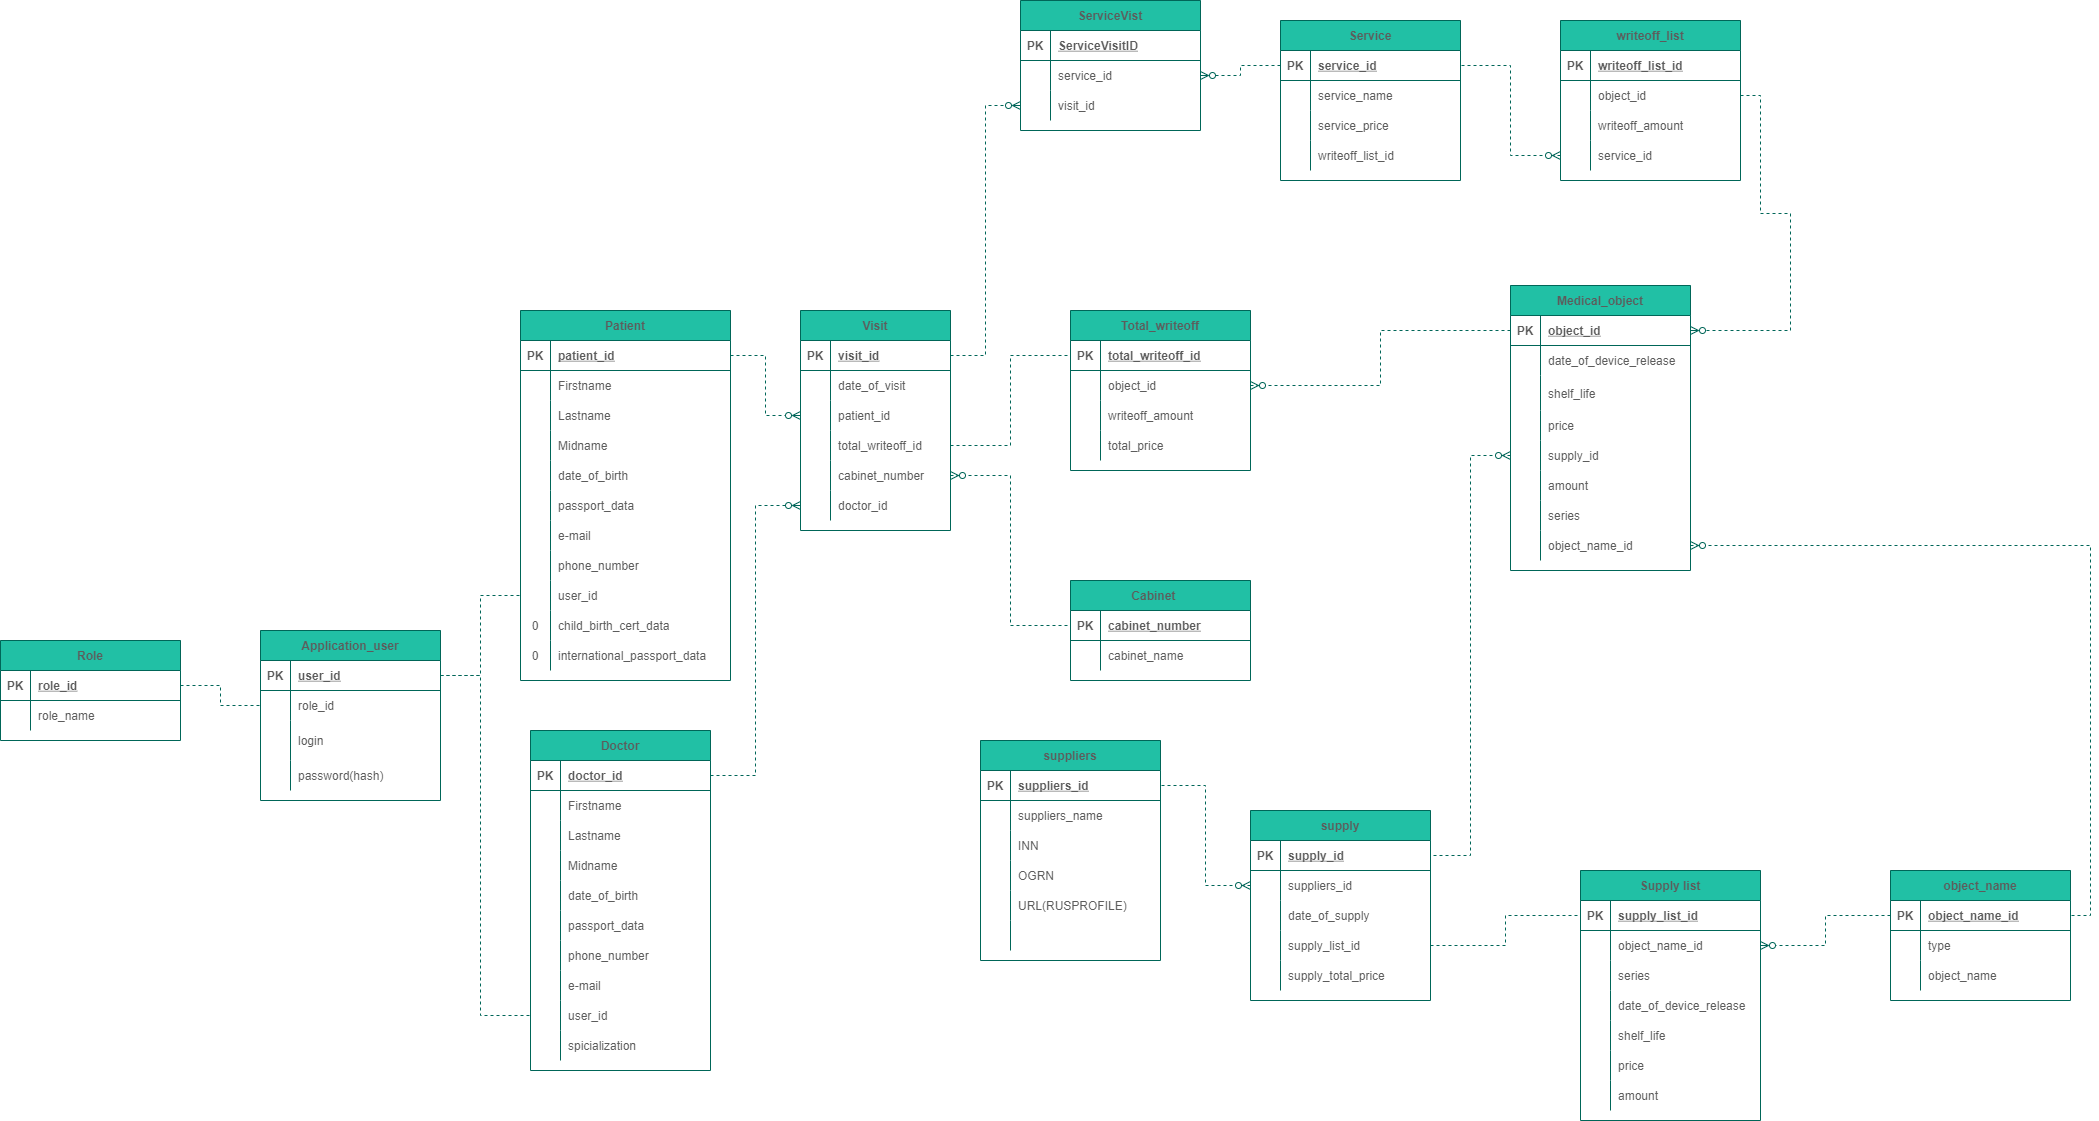 ServiceVist
PK ServiceVisitID
service_id
visit_id
Service
PK service_id
service_name
service_price
writeoff_list_id
writeoff_list
PK writeoff_list_id
object_id
writeoff_amount
service_id
Patient
PK patient_id
Firstname
Lastname
Midname
date_of_birth
passport_data
e-mail
phone_number
user_id
0 child_birth_cert_data
0 international_passport_data
Visit
PK visit_id
date_of_visit
patient_id
total_writeoff_id
cabinet_number
doctor_id
Total_writeoff
PK total_writeoff_id
object_id
writeoff_amount
total_price
Medical_object
PK object_id
date_of_device_release
shelf_life
price
supply_id
amount
series
object_name_id
Cabinet
PK cabinet_number
cabinet_name
Role
PK role_id
role_name
Application_user
PK user_id
role_id
login
password(hash)
Doctor
PK doctor_id
Firstname
Lastname
Midname
date_of_birth
passport_data
phone_number
e-mail
user_id
spicialization
suppliers
PK suppliers_id
suppliers_name
INN
OGRN
URL(RUSPROFILE)
supply
PK supply_id
suppliers_id
date_of_supply
supply_list_id
supply_total_price
Supply list
PK supply_list_id
object_name_id
series
date_of_device_release
shelf_life
price
amount
object_name
PK object_name_id
type
object_name